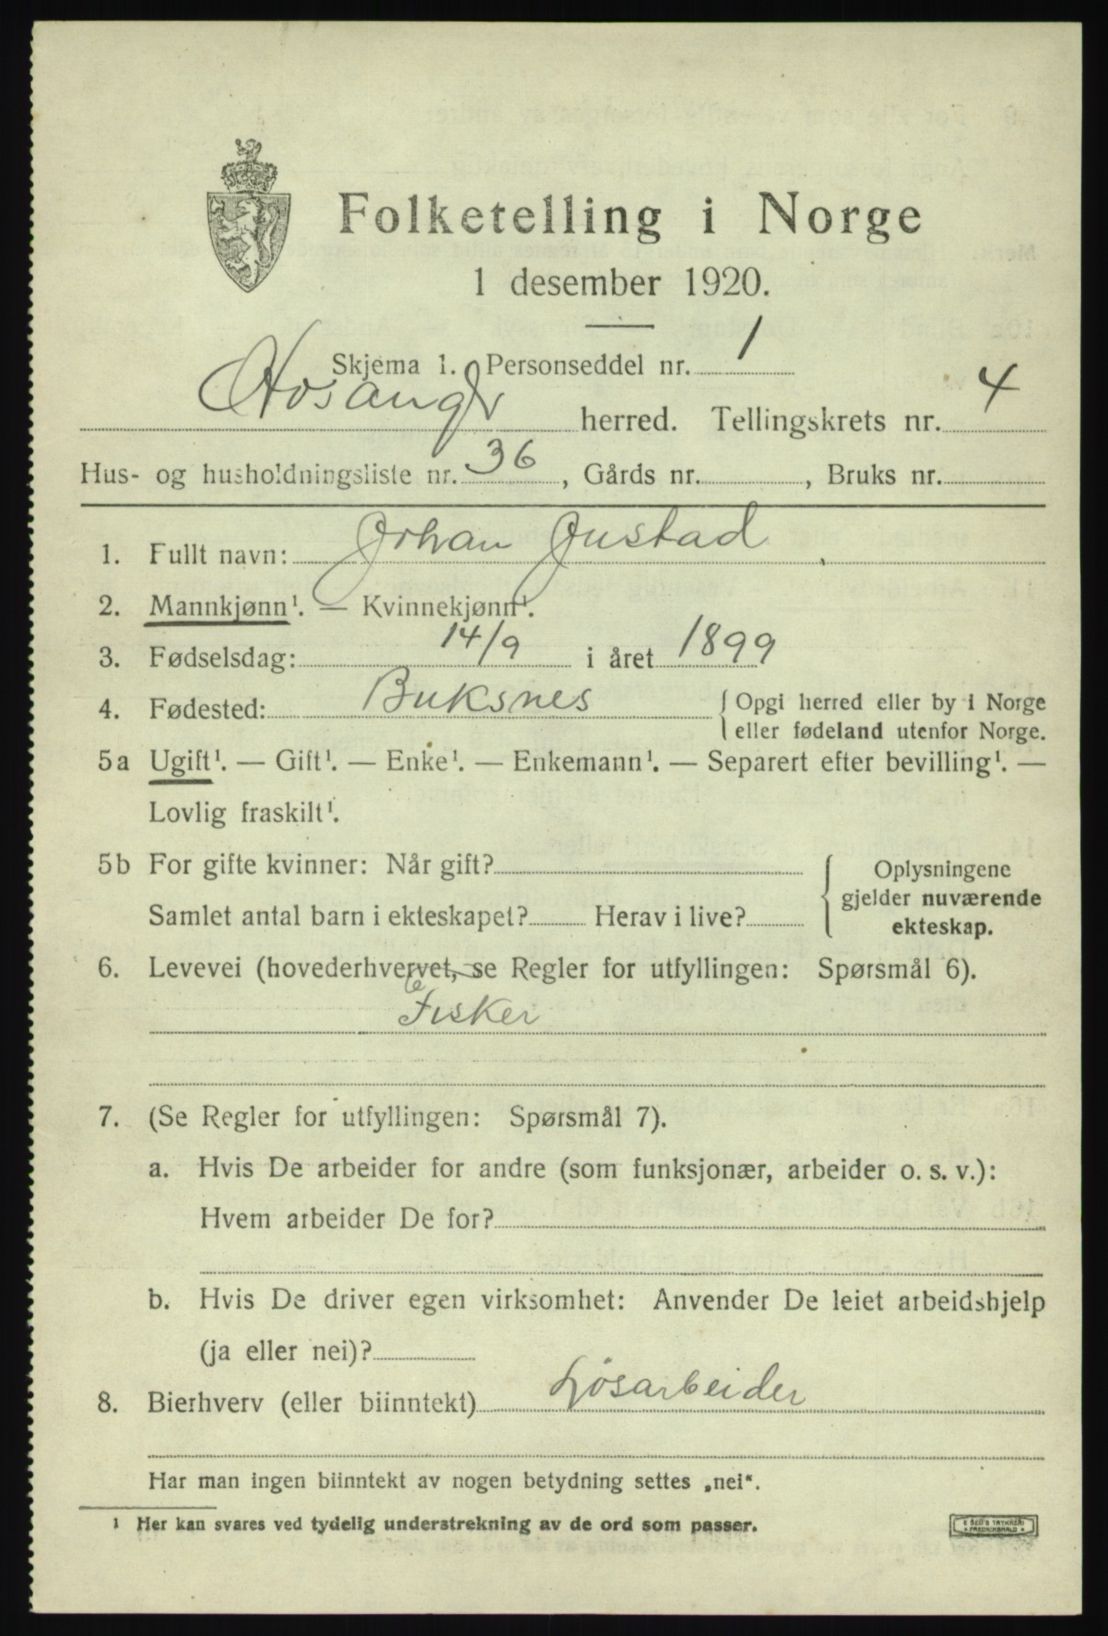 Folketelling i Norge
1 desember 1920.
Skjema 1. Personseddel nr. 1
Hosanger herred. Tellingskrets nr. 4
Hus- og husholdningsliste nr. 36, Gårds nr. , Bruks nr.
1. Fullt navn: Johan Justad
2. Mannkjønn¹. — Kvinnekjønn¹.
3. Fødselsdag: 14/9 i året 1899
4. Fødested: Buksnes {Opgi herred eller by i Norge
eller fødeland utenfor Norge.
5a Ugift¹. — Gift¹. — Enke¹. — Enkemann¹. — Separert efter bevilling¹. —
Lovlig fraskilt¹.
5b For gifte kvinner: Når gift?
Samlet antal barn i ekteskapet? Herav i live?
Oplysningene
gjelder nuværende
ekteskap.
6. Levevei (hovederhvervet, se Regler for utfyllingen: Spørsmål 6).
Fisker
7. (Se Regler for utfyllingen: Spørsmål 7).
a. Hvis De arbeider for andre (som funksjonær, arbeider o. s. v.):
Hvem arbeider De for?
b. Hvis De driver egen virksomhet: Anvender De leiet arbeidshjelp
(ja eller nei)?
8. Bierhverv (eller biinntekt) Løsarbeider
Har man ingen biinntekt av nogen betydning settes „nei“.
¹ Her kan svares ved tydelig understrekning av de ord som passer.